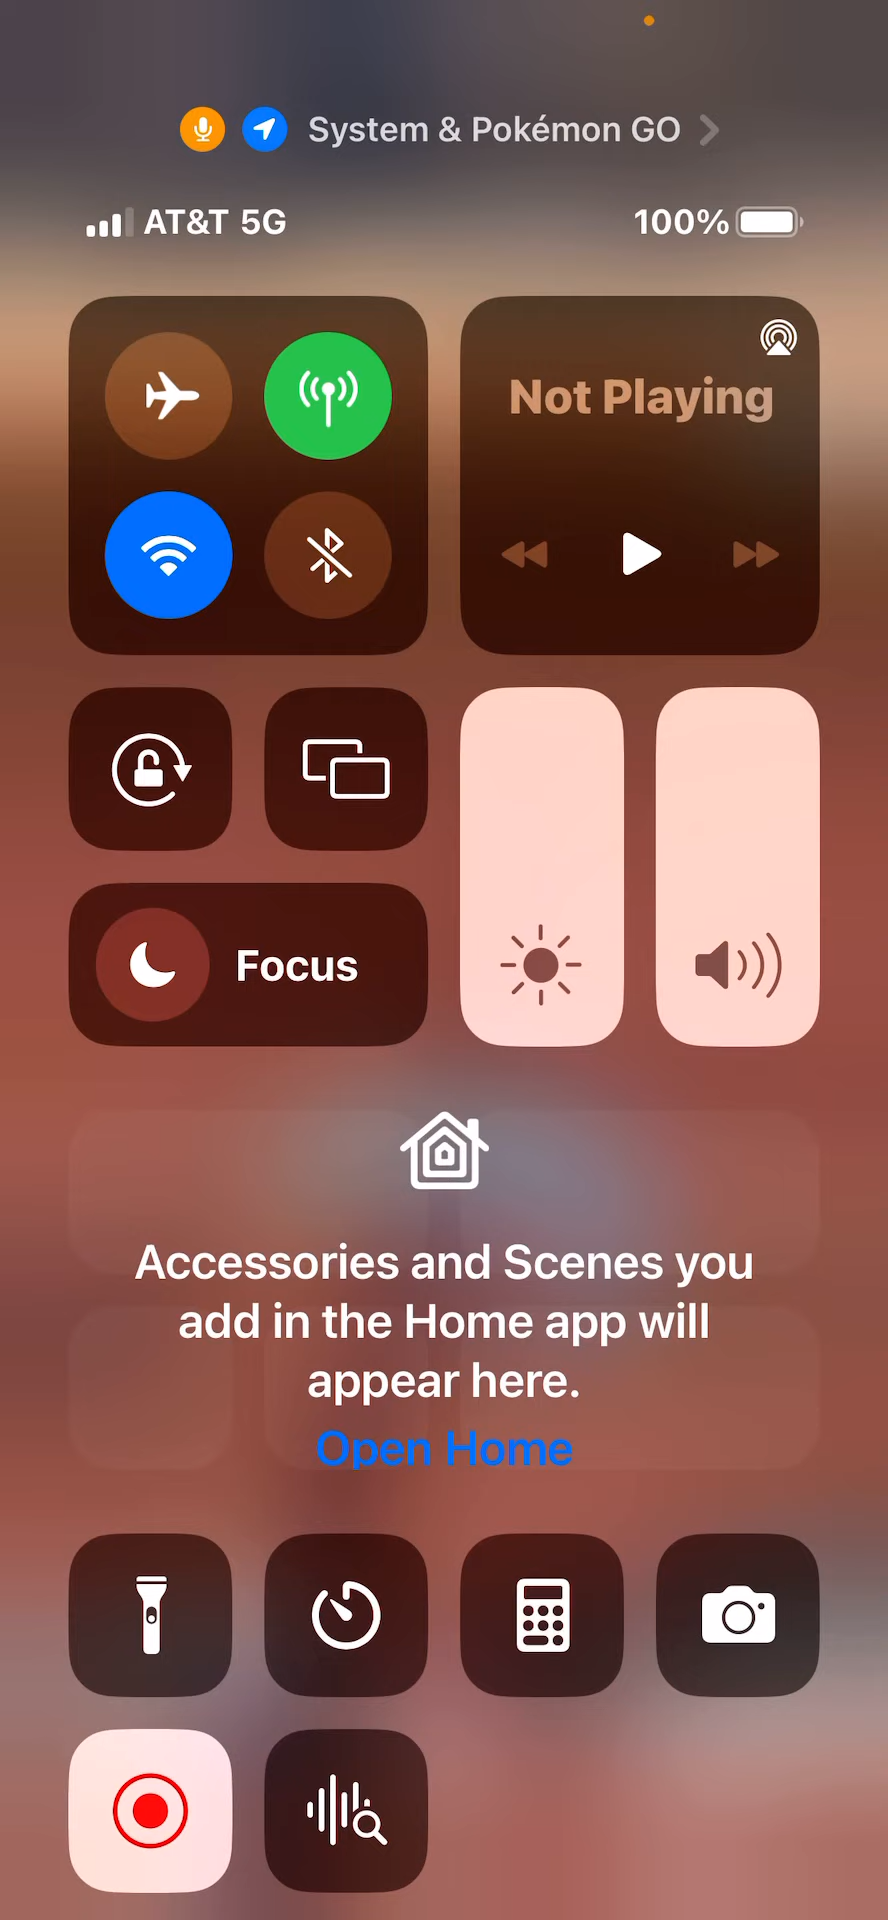 System & Pokémon GO
AT&T 5G
100%
Not Playing
Focus
Accessories and Scenes you
add in the Home app will
appear here.
Open Home